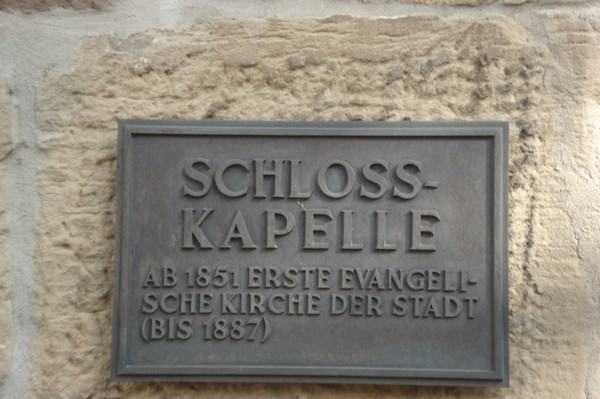 SCHLOSS-
KAPELLE
AB 1851 ERSTE EVANGELI-
SCHE KIRCHE DER STADT
(BIS 1887)